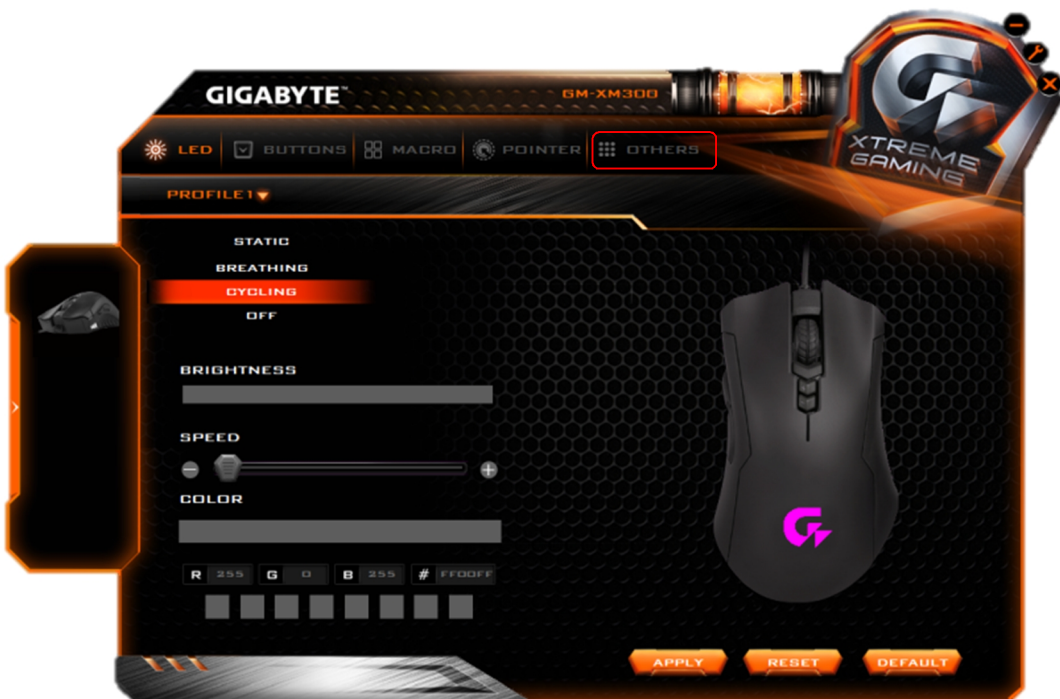 GIGABYTE™
GM-XM300
XTREME
GAMING
LED BUTTONS MACRO POINTER OTHERS
PROFILE1
STATIC
BREATHING
CYCLING
OFF
BRIGHTNESS
SPEED
COLOR
R 255 G 0 B 255 # FF00FF
APPLY RESET DEFAULT